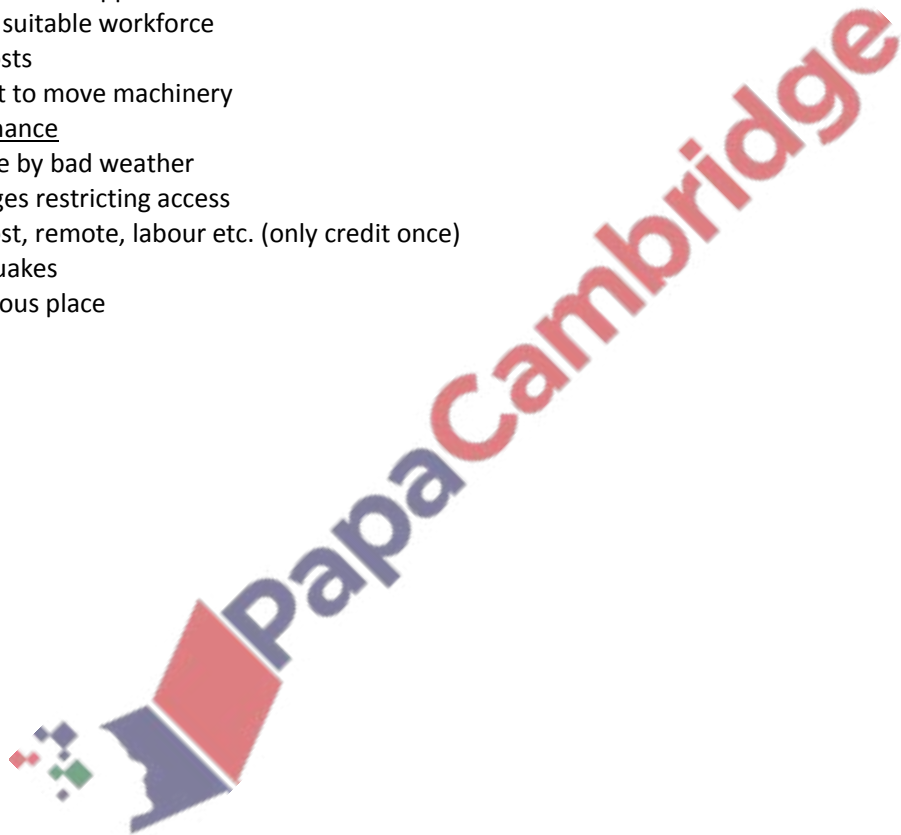 suitable workforce
sts
t to move machinery
nance
e by bad weather
ges restricting access
st, remote, labour etc. (only credit once)
uakes
ous place
PapaCambridge